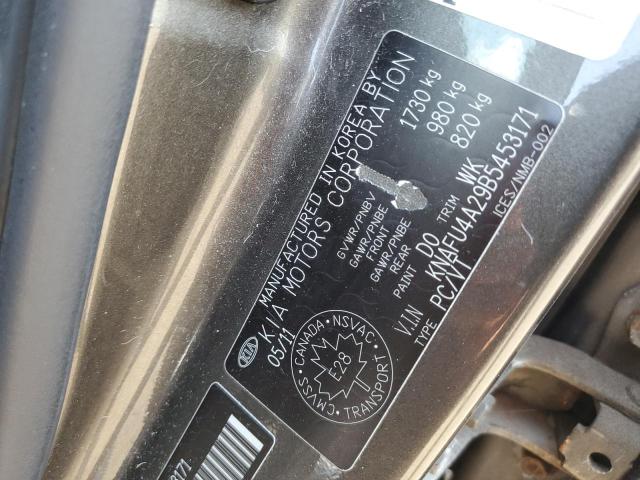 KIA
MANUFACTURED IN KOREA BY
KIA MOTORS CORPORATION
05/11
GVWR/PNBV 1730 kg
GAWR/PNBE FRONT 980 kg
GAWR/PNBE REAR 820 kg
PAINT D0 TRIM WK
V.I.N KNAFU4A29B5453171
TYPE PC/VT
ICES/NMB-002
CANADA · NSVAC
CMVSS · TRANSPORT
E28
3171